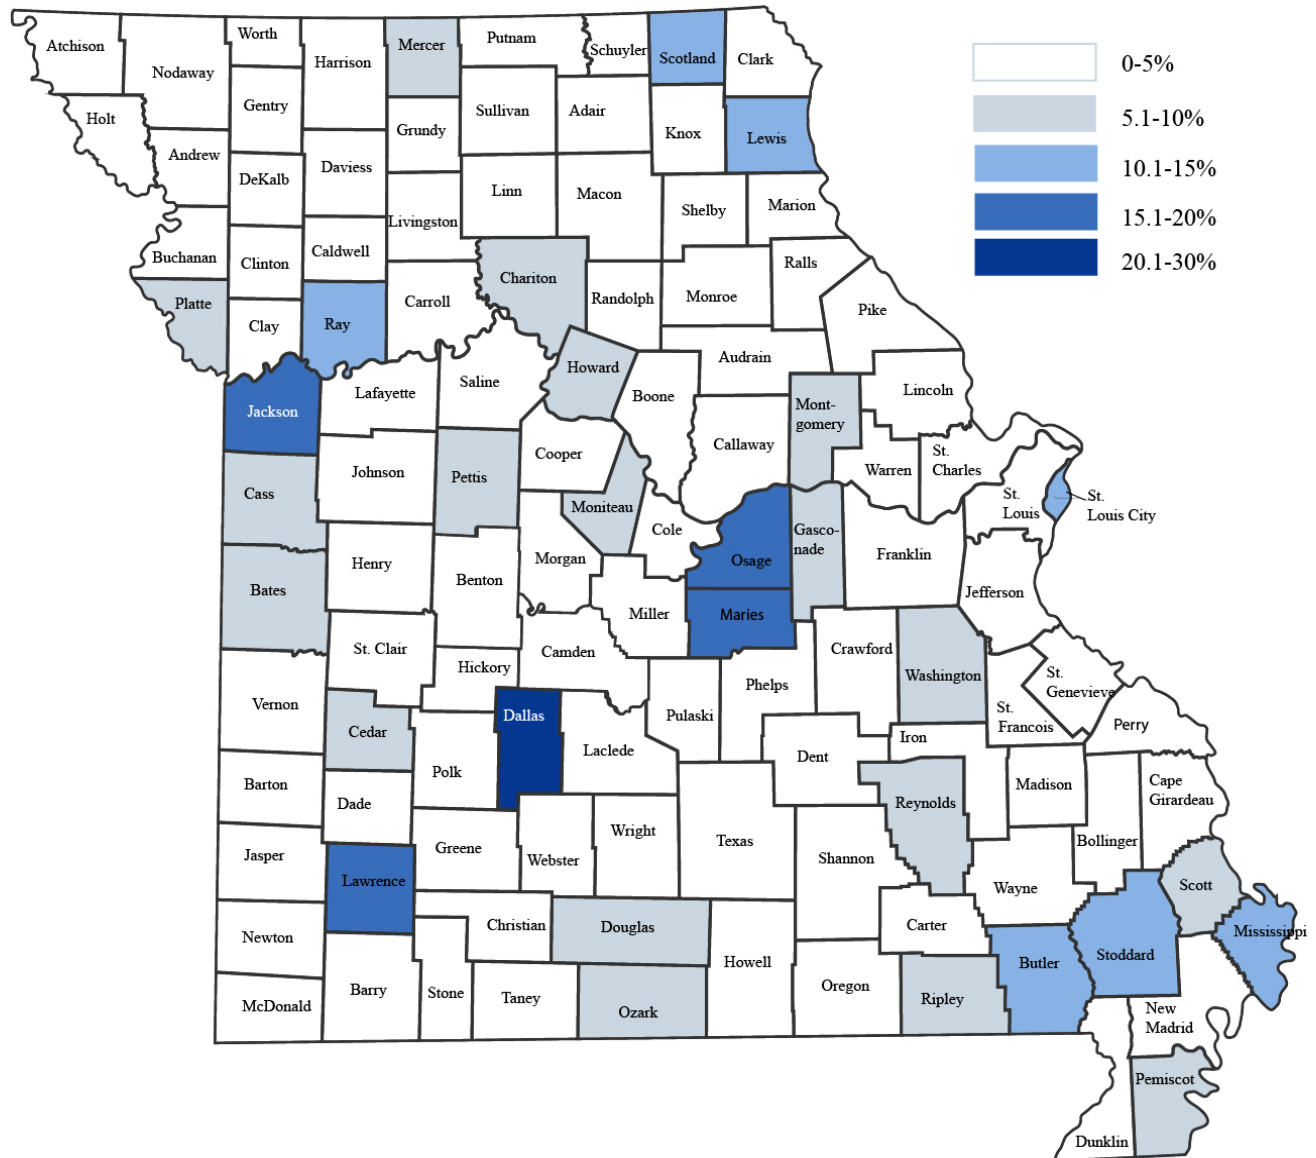 Atchison
Nodaway
Worth
Harrison
Mercer
Putnam
Schuyler
Scotland
Clark
0-5%
5.1-10%
10.1-15%
15.1-20%
20.1-30%
Holt
Andrew
Gentry
DeKalb
Daviess
Grundy
Sullivan
Adair
Knox
Lewis
Buchanan
Clinton
Caldwell
Livingston
Linn
Macon
Shelby
Marion
Platte
Clay
Ray
Carroll
Chariton
Randolph
Monroe
Ralls
Pike
Jackson
Lafayette
Saline
Howard
Boone
Audrain
Callaway
Mont-
gomery
Lincoln
Warren
St.
Charles
St.
Louis
St.
Louis City
Cass
Johnson
Pettis
Cooper
Moniteau
Cole
Osage
Gasco-
nade
Franklin
Jefferson
Bates
Henry
Benton
Morgan
Miller
Maries
Crawford
Washington
St.
Genevieve
St.
Francois
Perry
Vernon
St. Clair
Hickory
Camden
Pulaski
Phelps
Cedar
Polk
Dallas
Laclede
Dent
Iron
Madison
Cape
Girardeau
Barton
Dade
Greene
Webster
Wright
Texas
Shannon
Reynolds
Wayne
Bollinger
Scott
Mississippi
Jasper
Lawrence
Christian
Douglas
Howell
Carter
Butler
Stoddard
Newton
McDonald
Barry
Stone
Taney
Ozark
Oregon
Ripley
New
Madrid
Pemiscot
Dunklin